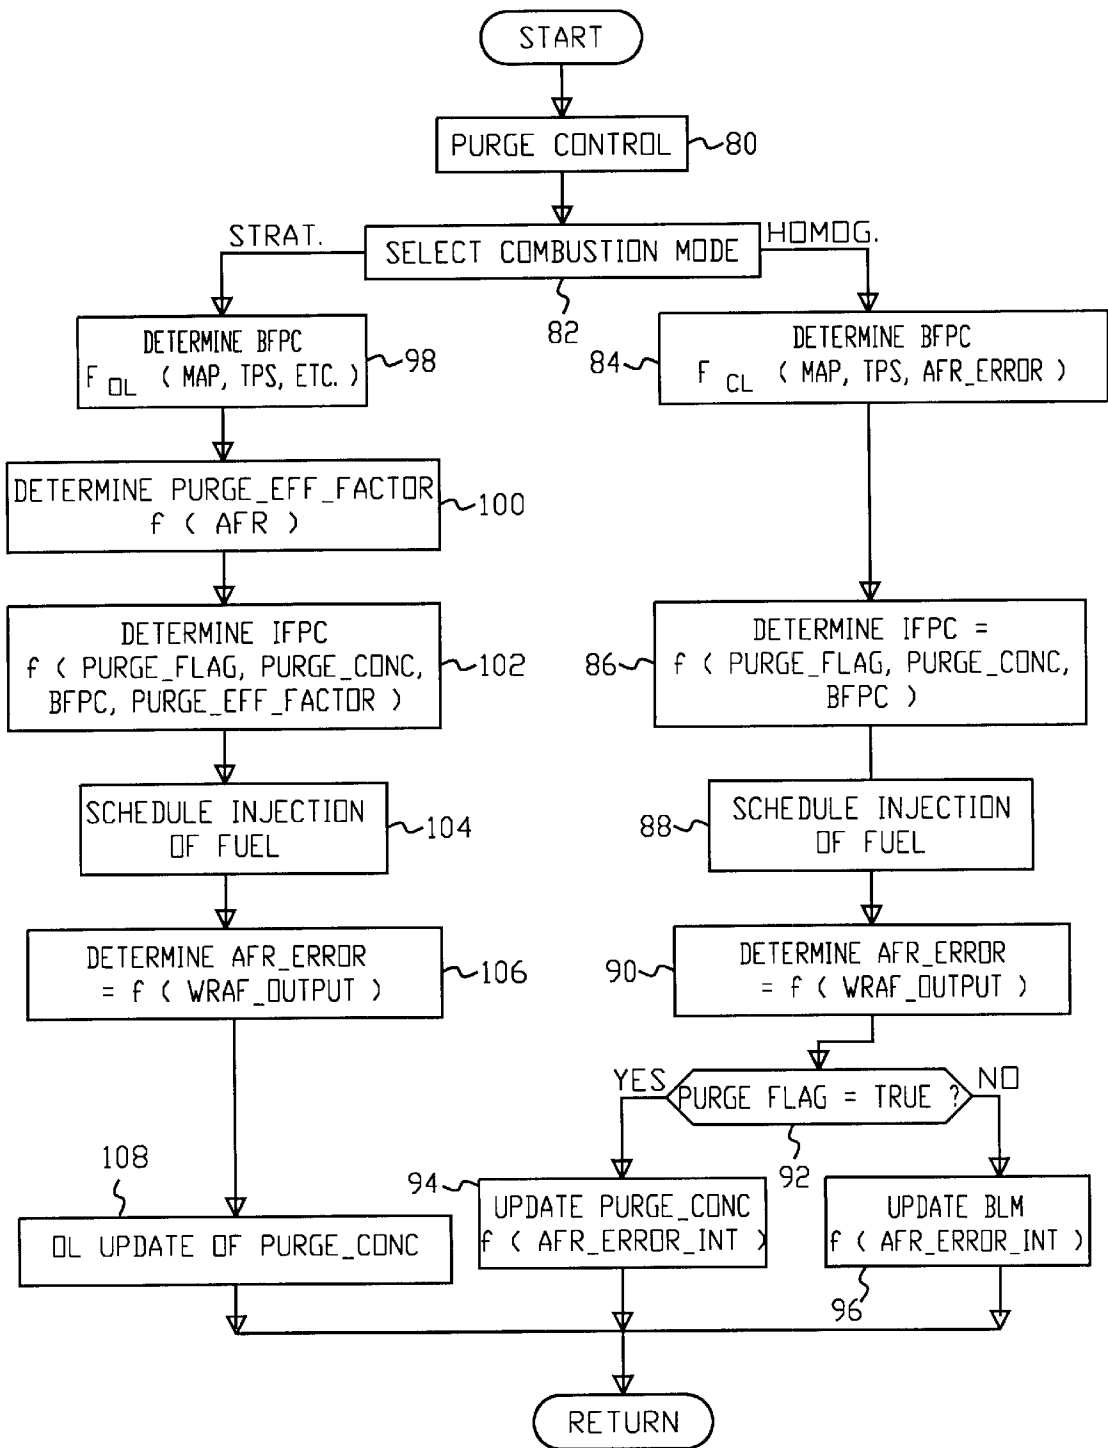 START
PURGE CONTROL
80
STRAT.
HOMOG.
SELECT COMBUSTION MODE
82
DETERMINE BFPC
F OL ( MAP, TPS, ETC. )
98
84
DETERMINE BFPC
F CL ( MAP, TPS, AFR_ERROR )
DETERMINE PURGE_EFF_FACTOR
f ( AFR )
100
DETERMINE IFPC
f ( PURGE_FLAG, PURGE_CONC,
BFPC, PURGE_EFF_FACTOR )
102
86
DETERMINE IFPC =
f ( PURGE_FLAG, PURGE_CONC,
BFPC )
SCHEDULE INJECTION
OF FUEL
104
88
SCHEDULE INJECTION
OF FUEL
DETERMINE AFR_ERROR
= f ( WRAF_OUTPUT )
106
90
DETERMINE AFR_ERROR
= f ( WRAF_OUTPUT )
YES
PURGE FLAG = TRUE ?
NO
92
108
OL UPDATE OF PURGE_CONC
94
UPDATE PURGE_CONC
f ( AFR_ERROR_INT )
UPDATE BLM
f ( AFR_ERROR_INT )
96
RETURN